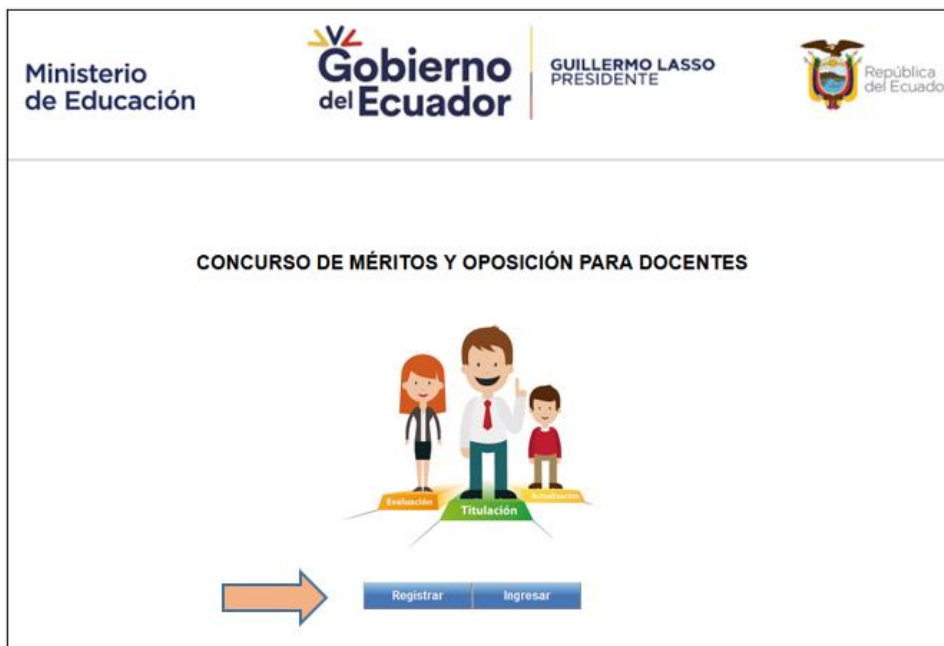 Ministerio
de Educación
Gobierno
del Ecuador
GUILLERMO LASSO
PRESIDENTE
República
del Ecuado
CONCURSO DE MÉRITOS Y OPOSICIÓN PARA DOCENTES
Evaluación
Titulación
Actualización
Registrar
Ingresar